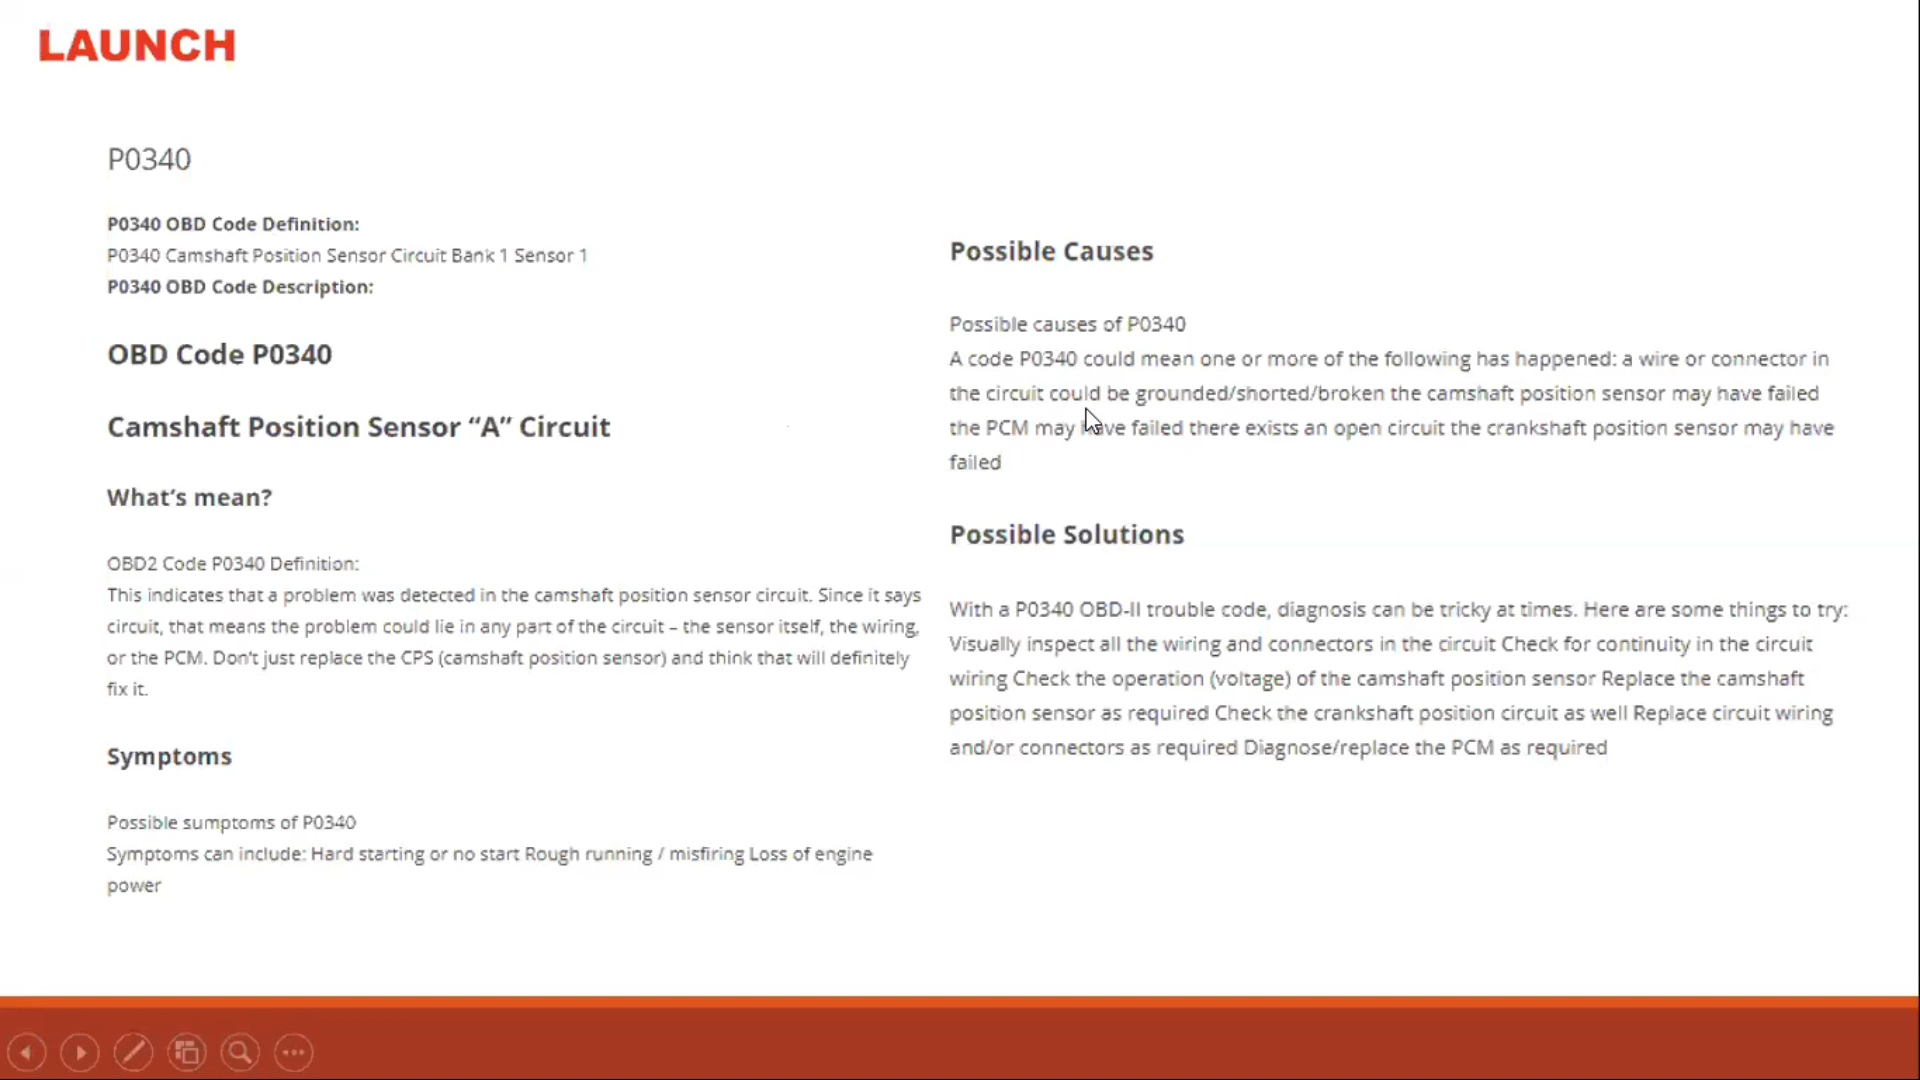 LAUNCH
P0340
P0340 OBD Code Definition:
P0340 Camshaft Position Sensor Circuit Bank 1 Sensor 1
P0340 OBD Code Description:
OBD Code P0340
Camshaft Position Sensor “A” Circuit
What’s mean?
OBD2 Code P0340 Definition:
This indicates that a problem was detected in the camshaft position sensor circuit. Since it says
circuit, that means the problem could lie in any part of the circuit – the sensor itself, the wiring,
or the PCM. Don’t just replace the CPS (camshaft position sensor) and think that will definitely
fix it.
Symptoms
Possible sumptoms of P0340
Symptoms can include: Hard starting or no start Rough running / misfiring Loss of engine
power
Possible Causes
Possible causes of P0340
A code P0340 could mean one or more of the following has happened: a wire or connector in
the circuit could be grounded/shorted/broken the camshaft position sensor may have failed
the PCM may have failed there exists an open circuit the crankshaft position sensor may have
failed
Possible Solutions
With a P0340 OBD-II trouble code, diagnosis can be tricky at times. Here are some things to try:
Visually inspect all the wiring and connectors in the circuit Check for continuity in the circuit
wiring Check the operation (voltage) of the camshaft position sensor Replace the camshaft
position sensor as required Check the crankshaft position circuit as well Replace circuit wiring
and/or connectors as required Diagnose/replace the PCM as required